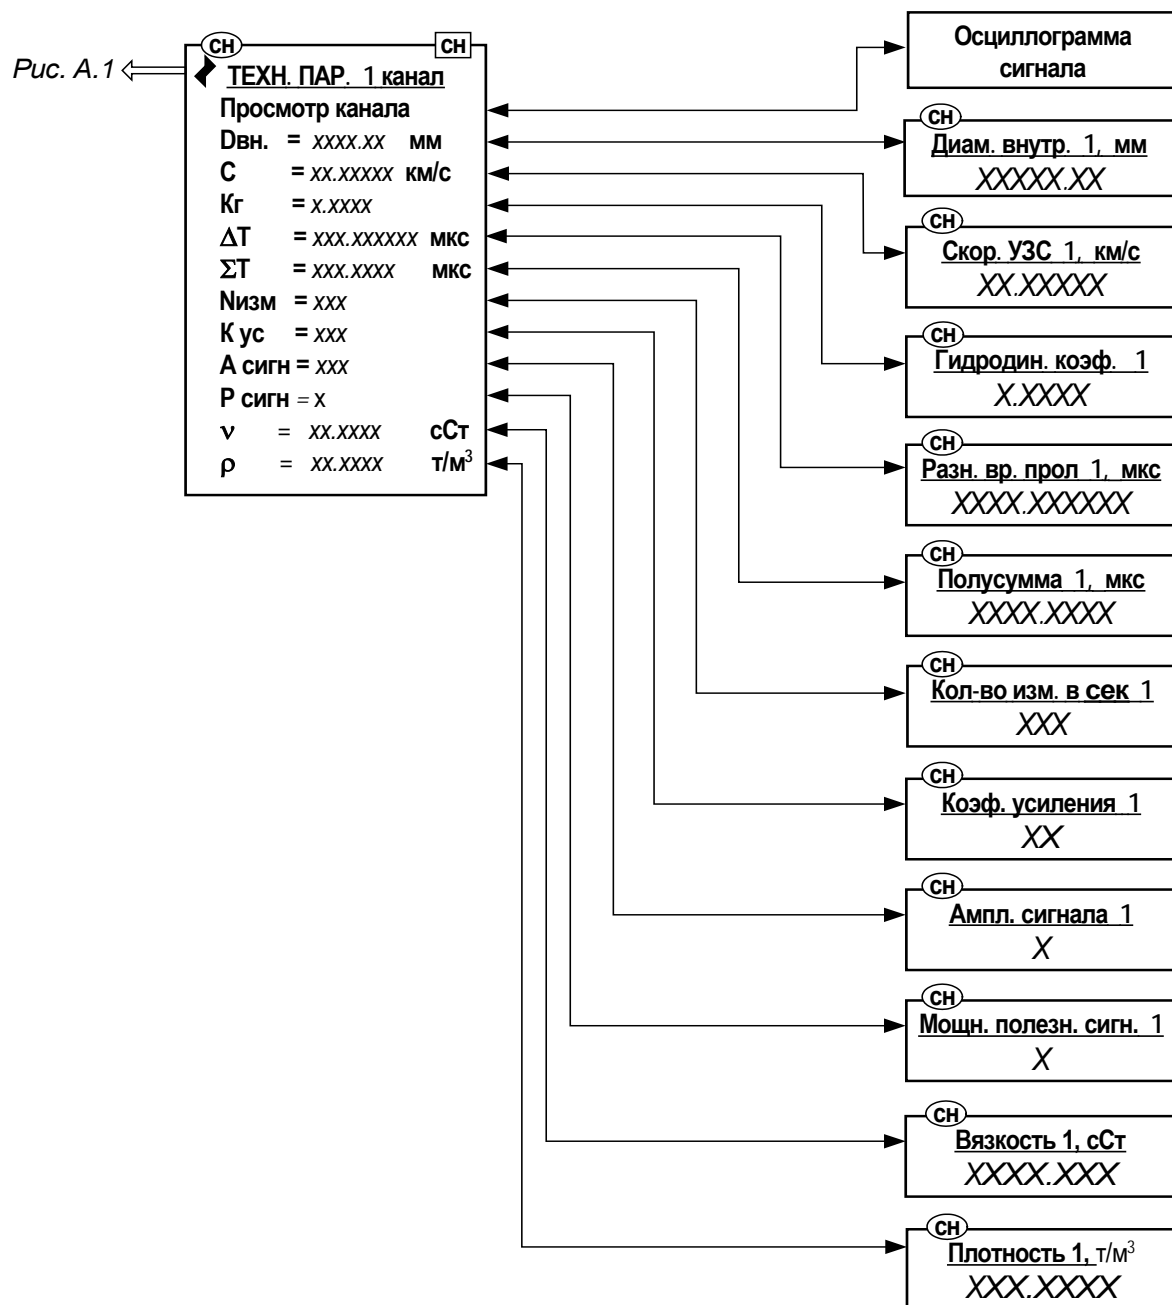 Рис. А.1
СН
СН
ТЕХН. ПАР. 1 канал
Просмотр канала
Dвн. = xxxx.xx мм
С = xx.xxxxx км/с
Кг = x.xxxx
ΔT = xxx.xxxxxx мкс
ΣT = xxx.xxxx мкс
Nизм = xxx
К ус = xxx
А сигн = xxx
Р сигн = x
ν = xx.xxxx сСт
ρ = xx.xxxx т/м³
Осциллограмма
сигнала
СН
Диам. внутр. 1, мм
XXXXX.XX
СН
Скор. УЗС 1, км/с
XX.XXXXX
СН
Гидродин. коэф. 1
X.XXXX
СН
Разн. вр. прол 1, мкс
XXXX.XXXXXX
СН
Полусумма 1, мкс
XXXX.XXXX
СН
Кол-во изм. в сек 1
XXX
СН
Коэф. усиления 1
XX
СН
Ампл. сигнала 1
X
СН
Мощн. полезн. сигн. 1
X
СН
Вязкость 1, сСт
XXXX.XXX
СН
Плотность 1, т/м³
XXX.XXXX